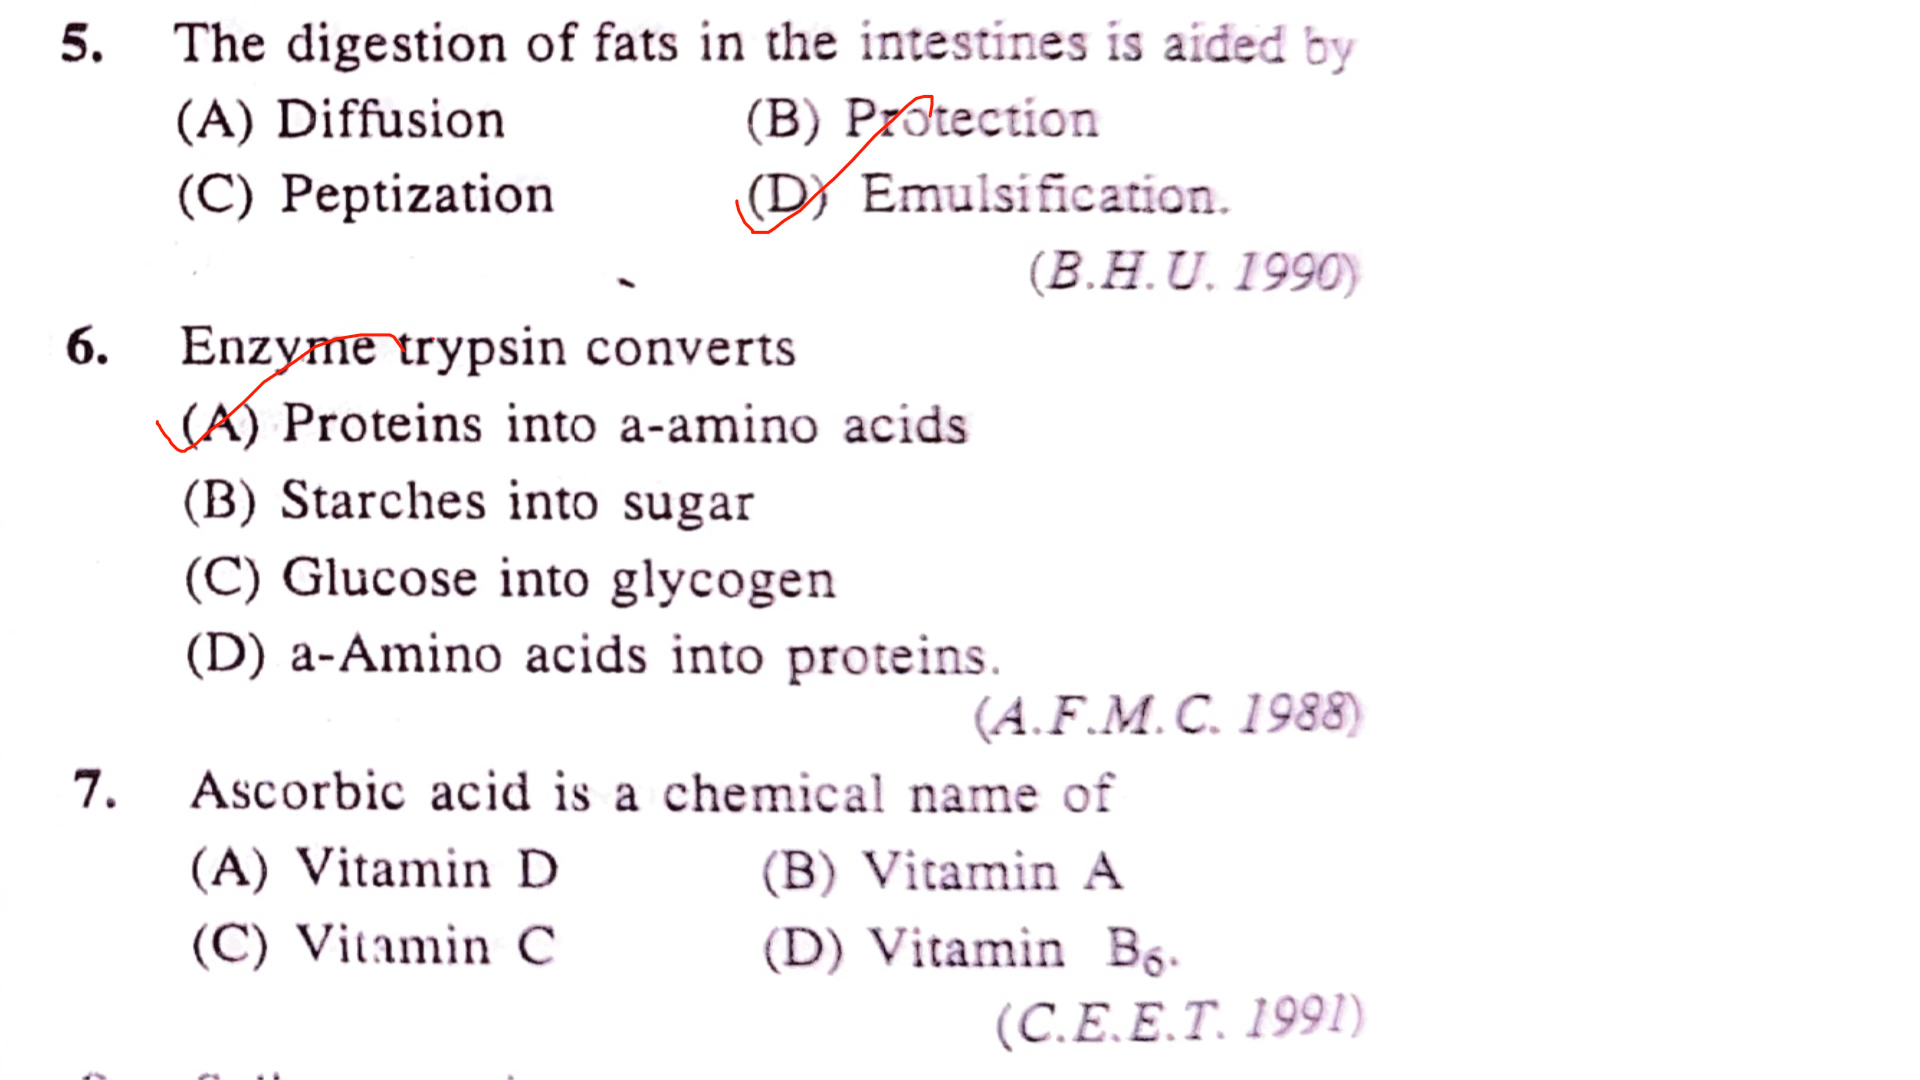 5. The digestion of fats in the intestines is aided by
(A) Diffusion (B) Protection
(C) Peptization (D) Emulsification.
(B.H.U. 1990)
6. Enzyme trypsin converts
(A) Proteins into a-amino acids
(B) Starches into sugar
(C) Glucose into glycogen
(D) a-Amino acids into proteins.
(A.F.M.C. 1988)
7. Ascorbic acid is a chemical name of
(A) Vitamin D (B) Vitamin A
(C) Vitamin C (D) Vitamin B₆.
(C.E.E.T. 1991)